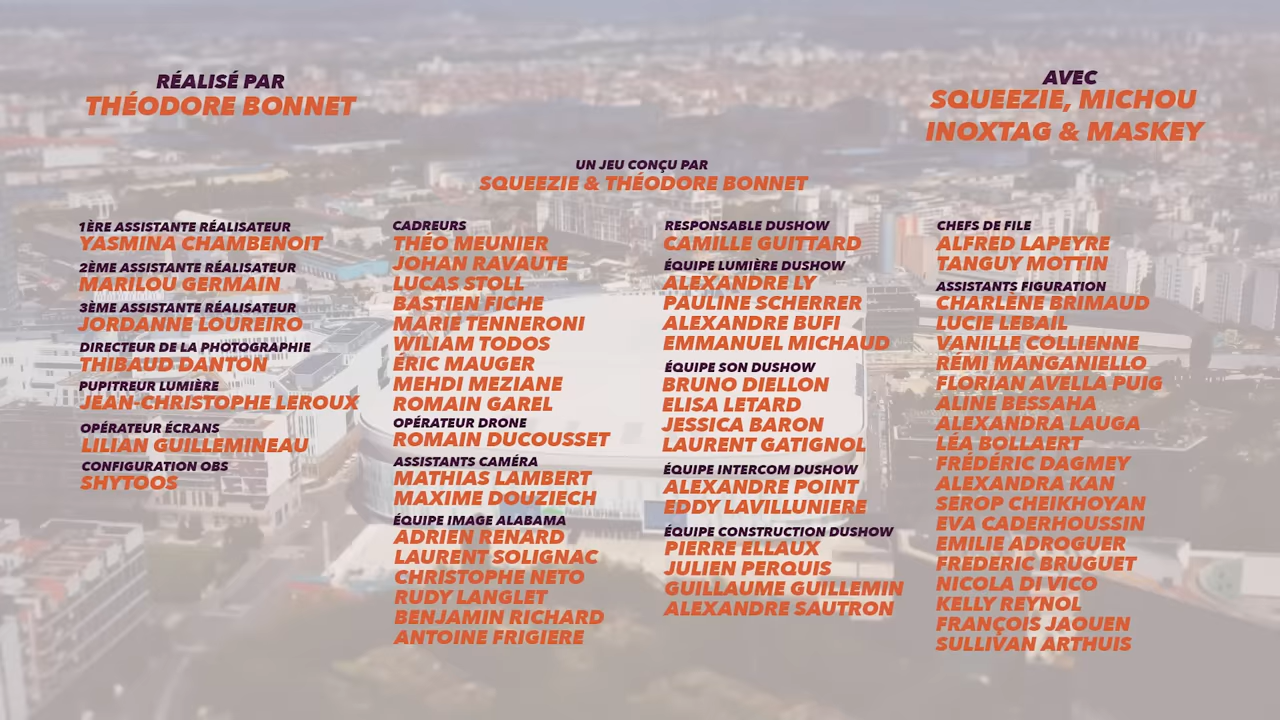 RÉALISÉ PAR
THÉODORE BONNET
AVEC
SQUEEZIE, MICHOU
INOXTAG & MASKEY
UN JEU CONÇU PAR
SQUEEZIE & THÉODORE BONNET
1ÈRE ASSISTANTE RÉALISATEUR
YASMINA CHAMBENOIT
2ÈME ASSISTANTE RÉALISATEUR
MARILOU GERMAIN
3ÈME ASSISTANTE RÉALISATEUR
JORDANNE LOUREIRO
DIRECTEUR DE LA PHOTOGRAPHIE
THIBAUD DANTON
PUPITREUR LUMIÈRE
JEAN-CHRISTOPHE LEROUX
OPÉRATEUR ÉCRANS
LILIAN GUILLEMINEAU
CONFIGURATION OBS
SHYTOOS
CADREURS
THÉO MEUNIER
JOHAN RAVAUTE
LUCAS STOLL
BASTIEN FICHE
MARIE TENNERONI
WILIAM TODOS
ÉRIC MAUGER
MEHDI MEZIANE
ROMAIN GAREL
OPÉRATEUR DRONE
ROMAIN DUCOUSSET
ASSISTANTS CAMÉRA
MATHIAS LAMBERT
MAXIME DOUZIECH
ÉQUIPE IMAGE ALABAMA
ADRIEN RENARD
LAURENT SOLIGNAC
CHRISTOPHE NETO
RUDY LANGLET
BENJAMIN RICHARD
ANTOINE FRIGIERE
RESPONSABLE DUSHOW
CAMILLE GUITTARD
ÉQUIPE LUMIÈRE DUSHOW
ALEXANDRE LY
PAULINE SCHERRER
ALEXANDRE BUFI
EMMANUEL MICHAUD
ÉQUIPE SON DUSHOW
BRUNO DIELLON
ELISA LETARD
JESSICA BARON
LAURENT GATIGNOL
ÉQUIPE INTERCOM DUSHOW
ALEXANDRE POINT
EDDY LAVILLUNIERE
ÉQUIPE CONSTRUCTION DUSHOW
PIERRE ELLAUX
JULIEN PERQUIS
GUILLAUME GUILLEMIN
ALEXANDRE SAUTRON
CHEFS DE FILE
ALFRED LAPEYRE
TANGUY MOTTIN
ASSISTANTS FIGURATION
CHARLÈNE BRIMAUD
LUCIE LEBAIL
VANILLE COLLIENNE
RÉMI MANGANIELLO
FLORIAN AVELLA PUIG
ALINE BESSAHA
ALEXANDRA LAUGA
LÉA BOLLAERT
FRÉDÉRIC DAGMEY
ALEXANDRA KAN
SEROP CHEIKHOYAN
EVA CADERHOUSSIN
EMILIE ADROGUER
FREDERIC BRUGUET
NICOLA DI VICO
KELLY REYNOL
FRANÇOIS JAOUEN
SULLIVAN ARTHUIS